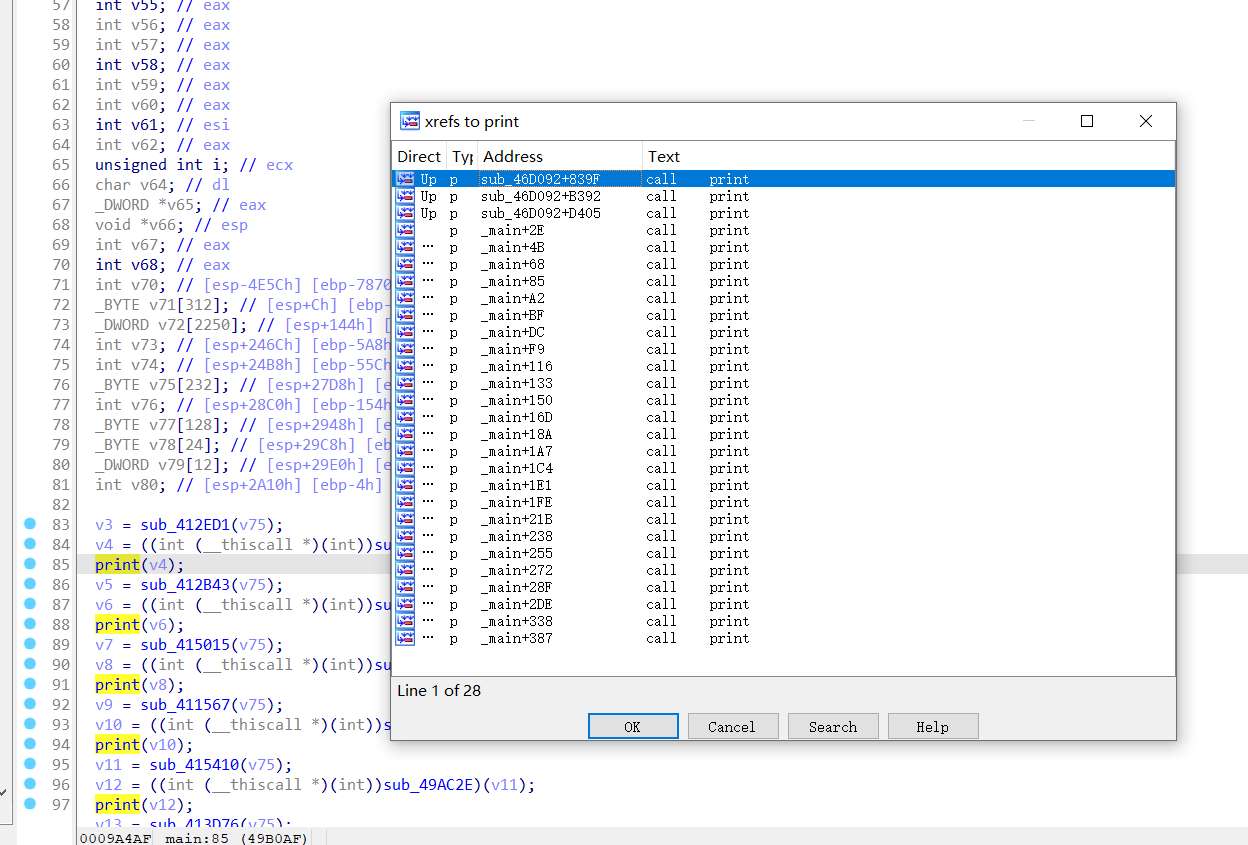 57 int v55; // eax
58 int v56; // eax
59 int v57; // eax
60 int v58; // eax
61 int v59; // eax
62 int v60; // eax
63 int v61; // esi
64 int v62; // eax
65 unsigned int i; // ecx
66 char v64; // dl
67 _DWORD *v65; // eax
68 void *v66; // esp
69 int v67; // eax
70 int v68; // eax
71 int v70; // [esp-4E5Ch] [ebp-7870
72 _BYTE v71[312]; // [esp+Ch] [ebp-
73 _DWORD v72[2250]; // [esp+144h] [
74 int v73; // [esp+246Ch] [ebp-5A8h
75 int v74; // [esp+24B8h] [ebp-55Ch
76 _BYTE v75[232]; // [esp+27D8h] [e
77 int v76; // [esp+28C0h] [ebp-154h
78 _BYTE v77[128]; // [esp+2948h] [e
79 _BYTE v78[24]; // [esp+29C8h] [eb
80 _DWORD v79[12]; // [esp+29E0h] [e
81 int v80; // [esp+2A10h] [ebp-4h]
82
83 v3 = sub_412ED1(v75);
84 v4 = ((int (__thiscall *)(int))su
85 print(v4);
86 v5 = sub_412B43(v75);
87 v6 = ((int (__thiscall *)(int))su
88 print(v6);
89 v7 = sub_415015(v75);
90 v8 = ((int (__thiscall *)(int))su
91 print(v8);
92 v9 = sub_411567(v75);
93 v10 = ((int (__thiscall *)(int))s
94 print(v10);
95 v11 = sub_415410(v75);
96 v12 = ((int (__thiscall *)(int))sub_49AC2E)(v11);
97 print(v12);
v13 = sub_413D76(v75);
0009A4AF main:85 (49B0AF)
xrefs to print
Direct Typ Address Text
Up p sub_46D092+839F call print
Up p sub_46D092+B392 call print
Up p sub_46D092+D405 call print
p _main+2E call print
... p _main+4B call print
... p _main+68 call print
... p _main+85 call print
... p _main+A2 call print
... p _main+BF call print
... p _main+DC call print
... p _main+F9 call print
... p _main+116 call print
... p _main+133 call print
... p _main+150 call print
... p _main+16D call print
... p _main+18A call print
... p _main+1A7 call print
... p _main+1C4 call print
... p _main+1E1 call print
... p _main+1FE call print
... p _main+21B call print
... p _main+238 call print
... p _main+255 call print
... p _main+272 call print
... p _main+28F call print
... p _main+2DE call print
... p _main+338 call print
... p _main+387 call print
Line 1 of 28
OK Cancel Search Help